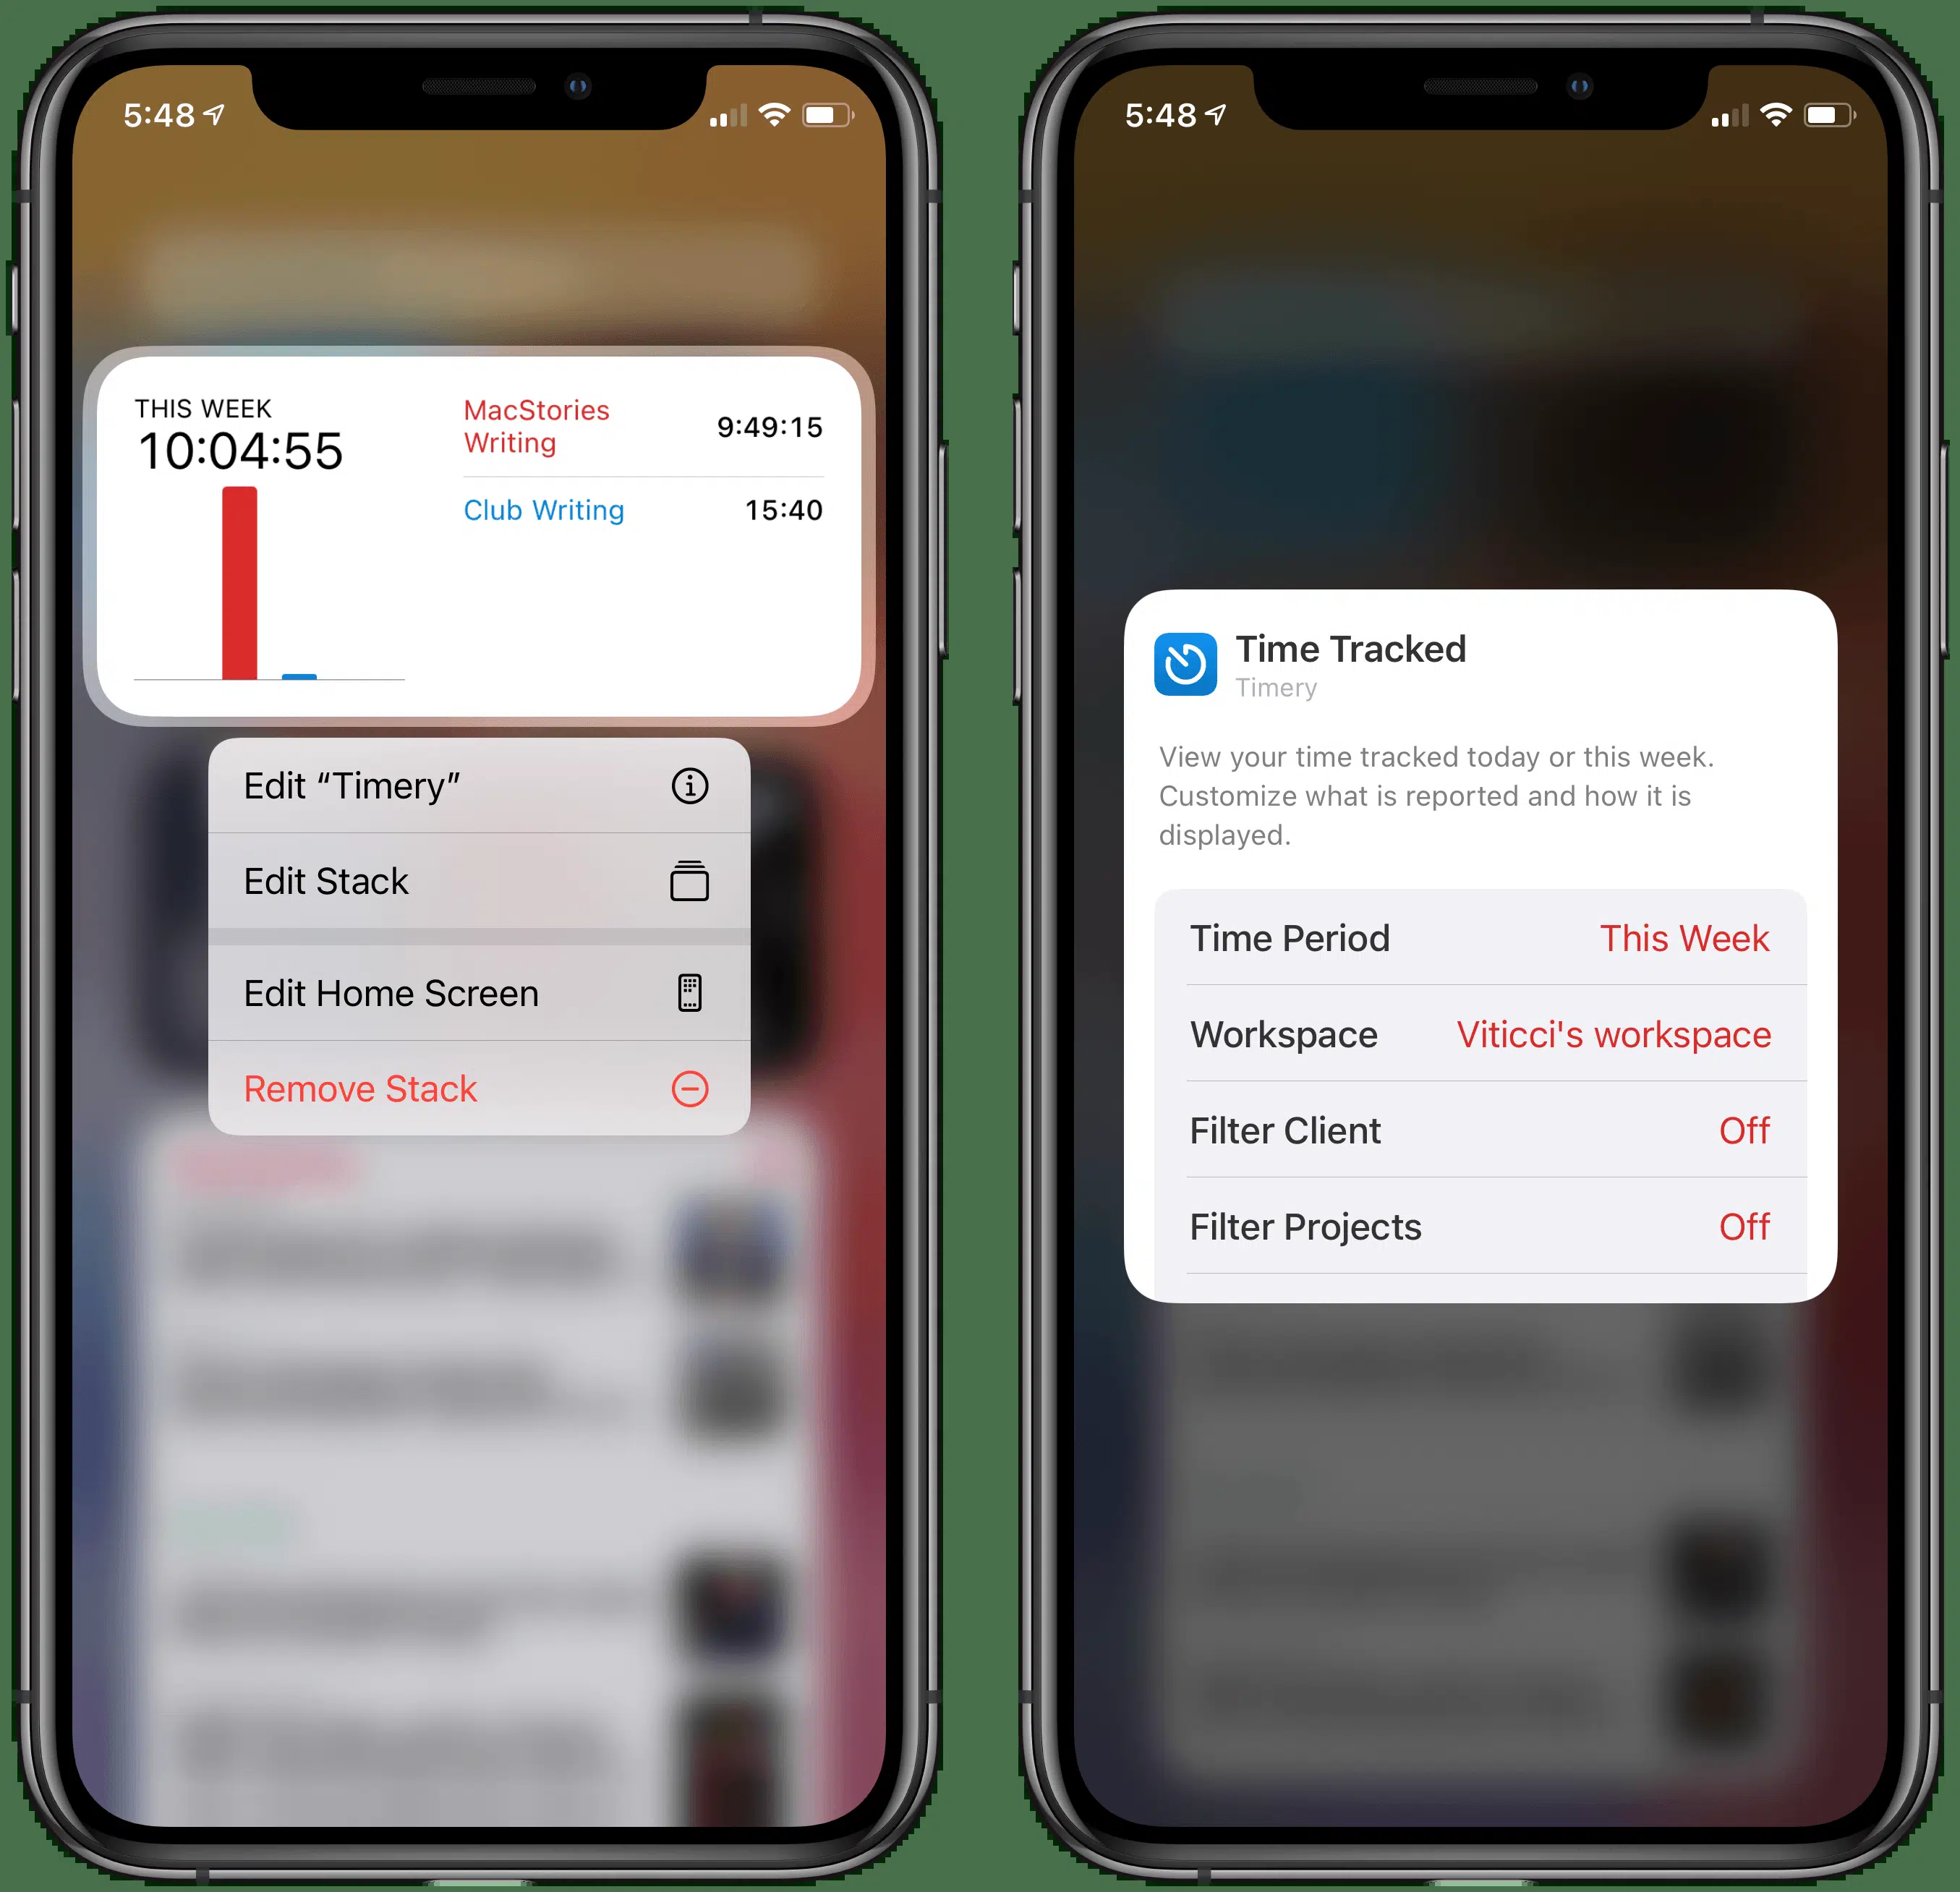 5:48
THIS WEEK
10:04:55
MacStories
Writing
9:49:15
Club Writing
15:40
Edit “Timery”
Edit Stack
Edit Home Screen
Remove Stack
5:48
Time Tracked
Timery
View your time tracked today or this week.
Customize what is reported and how it is
displayed.
Time Period
This Week
Workspace
Viticci's workspace
Filter Client
Off
Filter Projects
Off